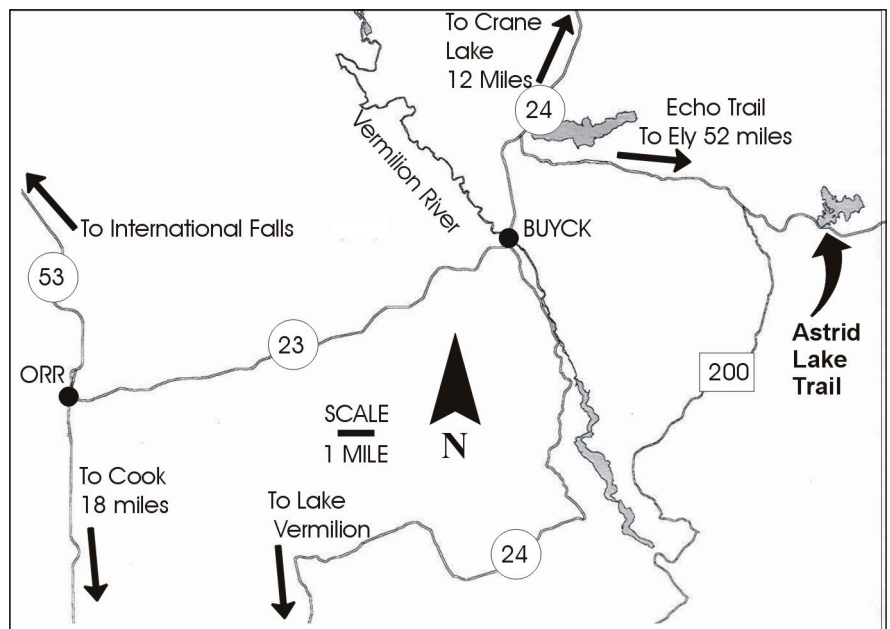 To Crane
Lake
12 Miles
24
Echo Trail
To Ely 52 miles
Vermilion River
To International Falls
BUYCK
53
23
Astrid
Lake
Trail
200
ORR
SCALE
1 MILE
N
To Cook
18 miles
To Lake
Vermilion
24